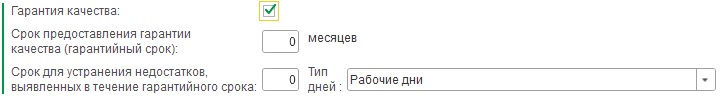 Гарантия качества:
Срок предоставления гарантии
качества (гарантийный срок): 0 месяцев
Срок для устранения недостатков,
выявленных в течение гарантийного срока: 0 Тип
дней : Рабочие дни